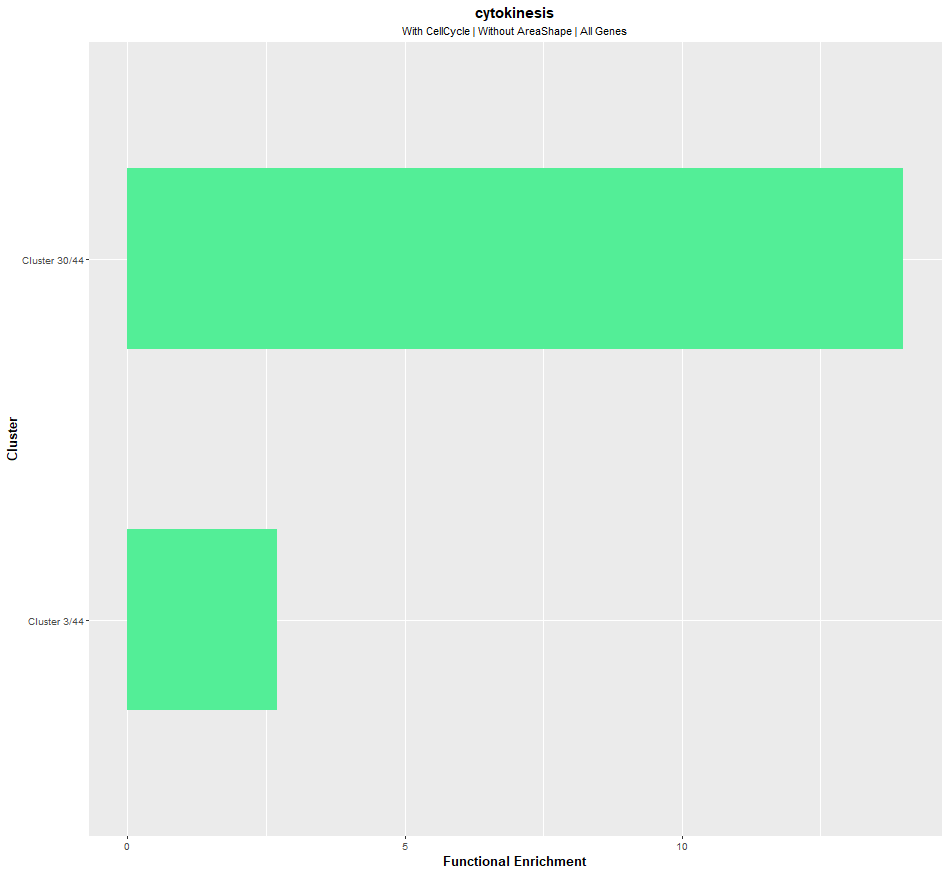 cytokinesis
With CellCycle | Without AreaShape | All Genes
Cluster
Cluster 30/44
Cluster 3/44
0 5 10
Functional Enrichment